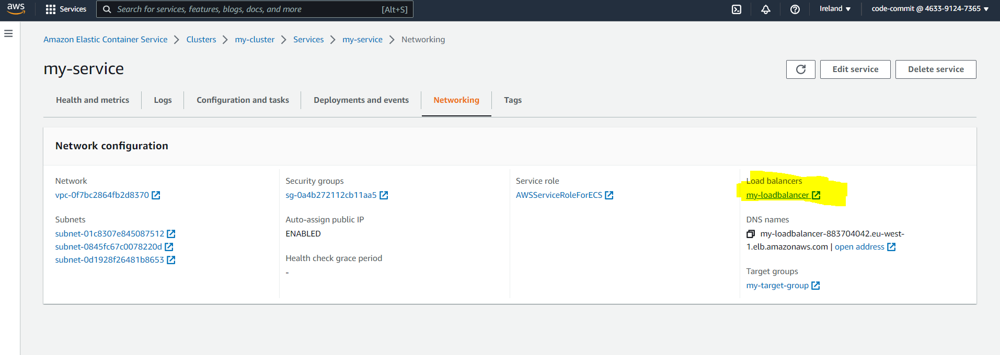 aws
Services
Search for services, features, blogs, docs, and more
[Alt+S]
Ireland
code-commit @ 4633-9124-7365
Amazon Elastic Container Service
Clusters
my-cluster
Services
my-service
Networking
my-service
Edit service
Delete service
Health and metrics
Logs
Configuration and tasks
Deployments and events
Networking
Tags
Network configuration
Network
vpc-0f7bc2864fb2d8370
Subnets
subnet-01c8307e845087512
subnet-0845fc67c0078220d
subnet-0d1928f26481b8653
Security groups
sg-0a4b272112cb11aa5
Auto-assign public IP
ENABLED
Health check grace period
-
Service role
AWSServiceRoleForECS
Load balancers
my-loadbalancer
DNS names
my-loadbalancer-883704042.eu-west-
1.elb.amazonaws.com | open address
Target groups
my-target-group